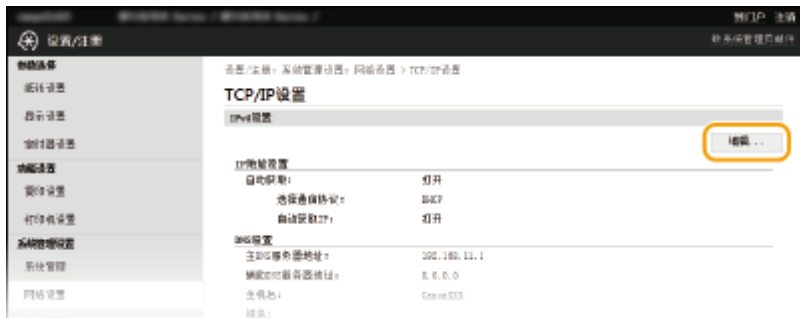 到门户 注销
设置/注册 致系统管理员邮件
首选选择
纸张设置
显示设置
定时器设置
功能设置
复印设置
打印机设置
系统管理设置
系统管理
网络设置
设置/注册: 系统管理设置: 网络设置 > TCP/IP设置
TCP/IP设置
IPv4设置
编辑...
IP地址设置
自动获取: 打开
选择通信协议: DHCP
自动获取IP: 打开
DNS设置
主DNS服务器地址: 192.168.11.1
辅助DNS服务器地址: 0.0.0.0
主机名:
域名: